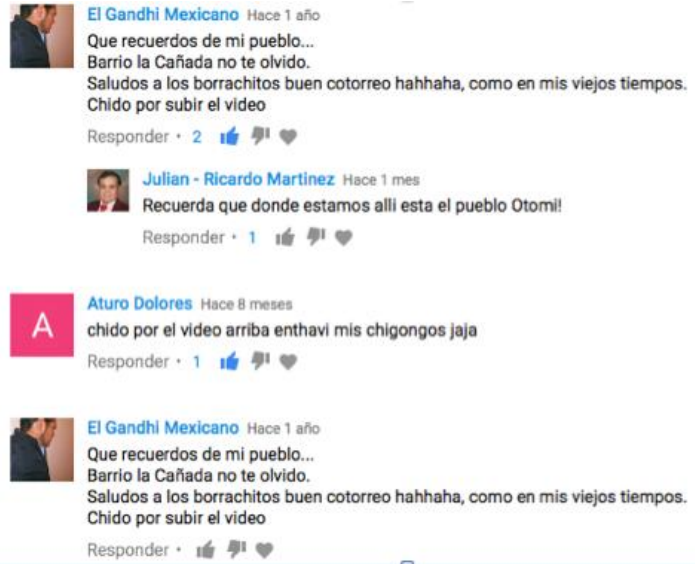 El Gandhi Mexicano Hace 1 año
Que recuerdos de mi pueblo...
Barrio la Cañada no te olvido.
Saludos a los borrachitos buen cotorreo hahhaha, como en mis viejos tiempos.
Chido por subir el video
Responder · 2
Julian - Ricardo Martinez Hace 1 mes
Recuerda que donde estamos alli esta el pueblo Otomi!
Responder · 1
A
Aturo Dolores Hace 8 meses
chido por el video arriba enthavi mis chigongos jaja
Responder · 1
El Gandhi Mexicano Hace 1 año
Que recuerdos de mi pueblo...
Barrio la Cañada no te olvido.
Saludos a los borrachitos buen cotorreo hahhaha, como en mis viejos tiempos.
Chido por subir el video
Responder ·